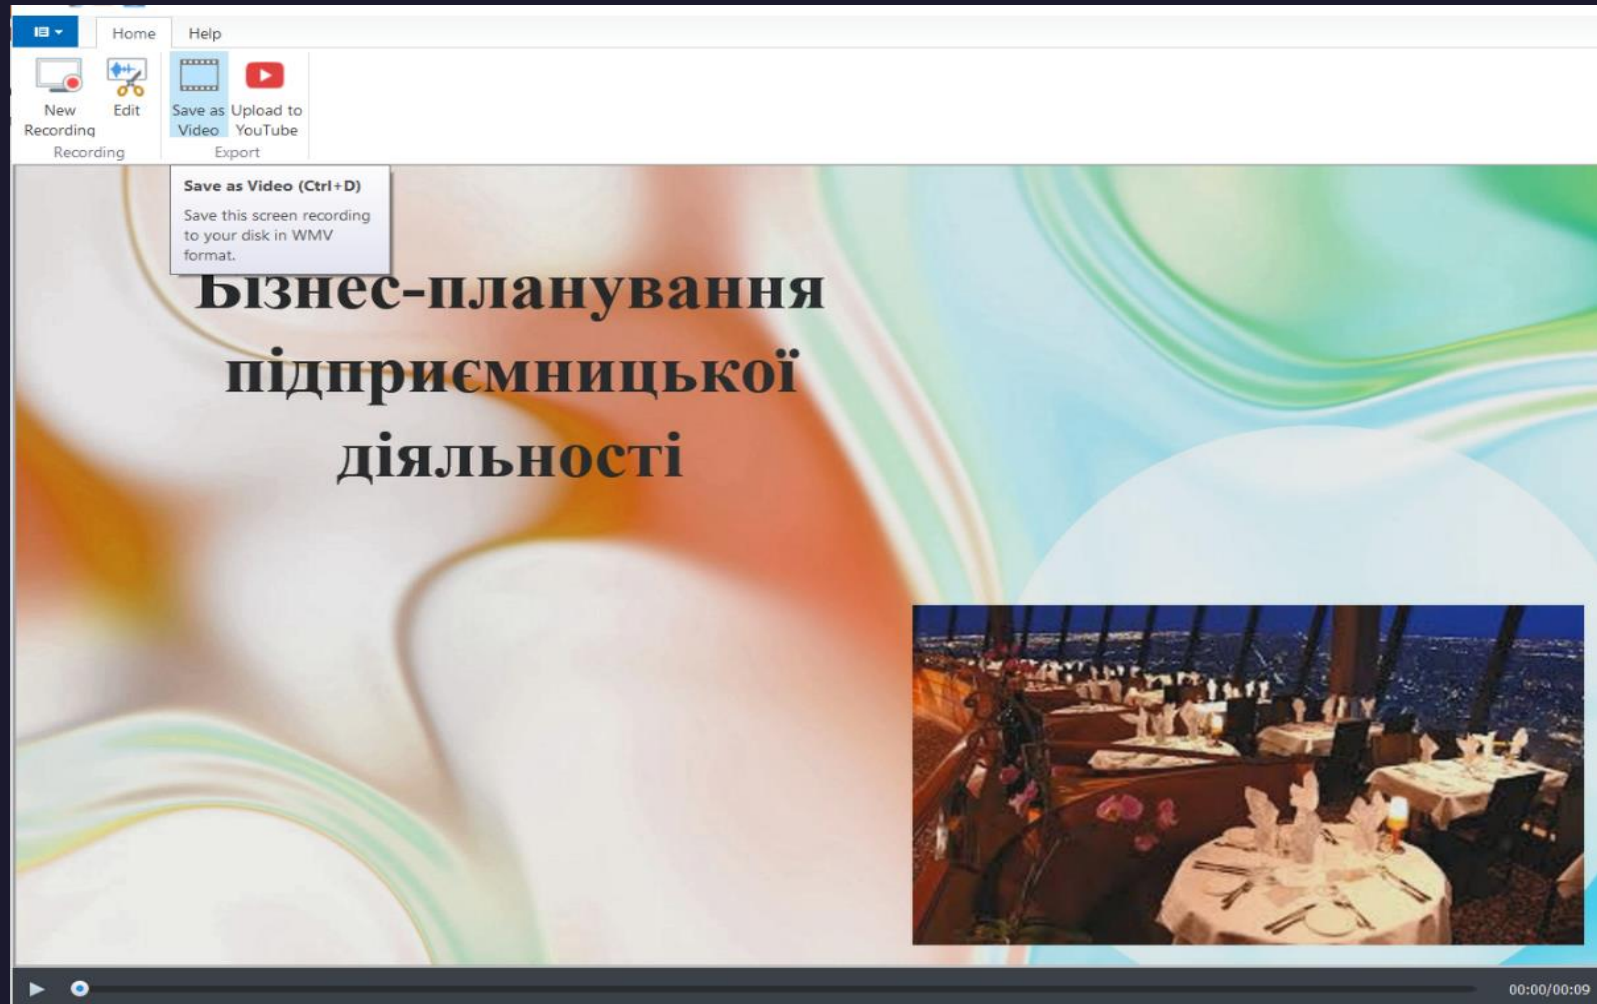 Home Help
New Recording
Edit
Save as Video
Upload to YouTube
Recording
Export
Save as Video (Ctrl+D)
Save this screen recording
to your disk in WMV
format.
Бізнес-планування
підприємницької
діяльності
00:00/00:09